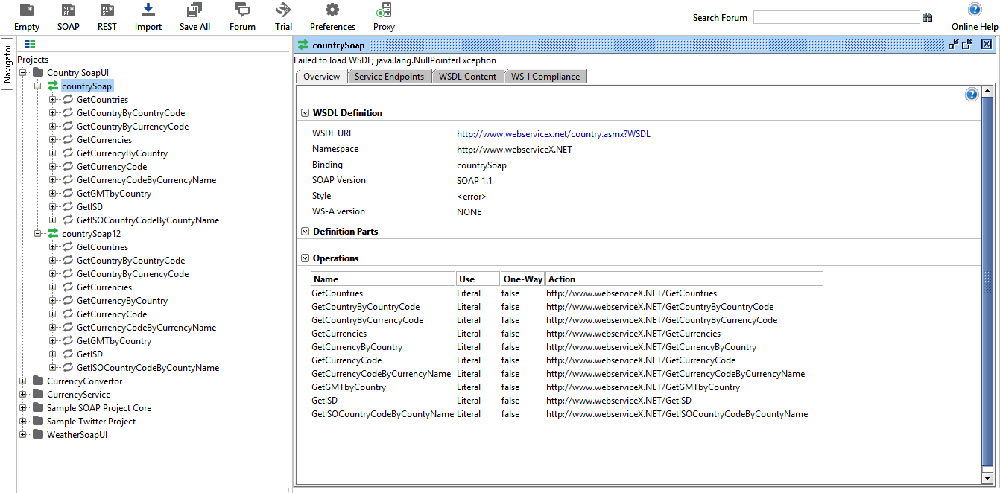 Empty SOAP REST Import Save All Forum Trial Preferences Proxy Search Forum Online Help
Navigator
Projects
Country SoapUI
countrySoap
GetCountries
GetCountryByCountryCode
GetCountryByCurrencyCode
GetCurrencies
GetCurrencyByCountry
GetCurrencyCode
GetCurrencyCodeByCurrencyName
GetGMTbyCountry
GetISD
GetISOCountryCodeByCountyName
countrySoap12
GetCountries
GetCountryByCountryCode
GetCountryByCurrencyCode
GetCurrencies
GetCurrencyByCountry
GetCurrencyCode
GetCurrencyCodeByCurrencyName
GetGMTbyCountry
GetISD
GetISOCountryCodeByCountyName
CurrencyConvertor
CurrencyService
Sample SOAP Project Core
Sample Twitter Project
WeatherSoapUI
countrySoap
Failed to load WSDL; java.lang.NullPointerException
Overview Service Endpoints WSDL Content WS-I Compliance
WSDL Definition
WSDL URL http://www.webservicex.net/country.asmx?WSDL
Namespace http://www.webserviceX.NET
Binding countrySoap
SOAP Version SOAP 1.1
Style <error>
WS-A version NONE
Definition Parts
Operations
Name Use One-Way Action
GetCountries Literal false http://www.webserviceX.NET/GetCountries
GetCountryByCountryCode Literal false http://www.webserviceX.NET/GetCountryByCountryCode
GetCountryByCurrencyCode Literal false http://www.webserviceX.NET/GetCountryByCurrencyCode
GetCurrencies Literal false http://www.webserviceX.NET/GetCurrencies
GetCurrencyByCountry Literal false http://www.webserviceX.NET/GetCurrencyByCountry
GetCurrencyCode Literal false http://www.webserviceX.NET/GetCurrencyCode
GetCurrencyCodeByCurrencyName Literal false http://www.webserviceX.NET/GetCurrencyCodeByCurrencyName
GetGMTbyCountry Literal false http://www.webserviceX.NET/GetGMTbyCountry
GetISD Literal false http://www.webserviceX.NET/GetISD
GetISOCountryCodeByCountyName Literal false http://www.webserviceX.NET/GetISOCountryCodeByCountyName